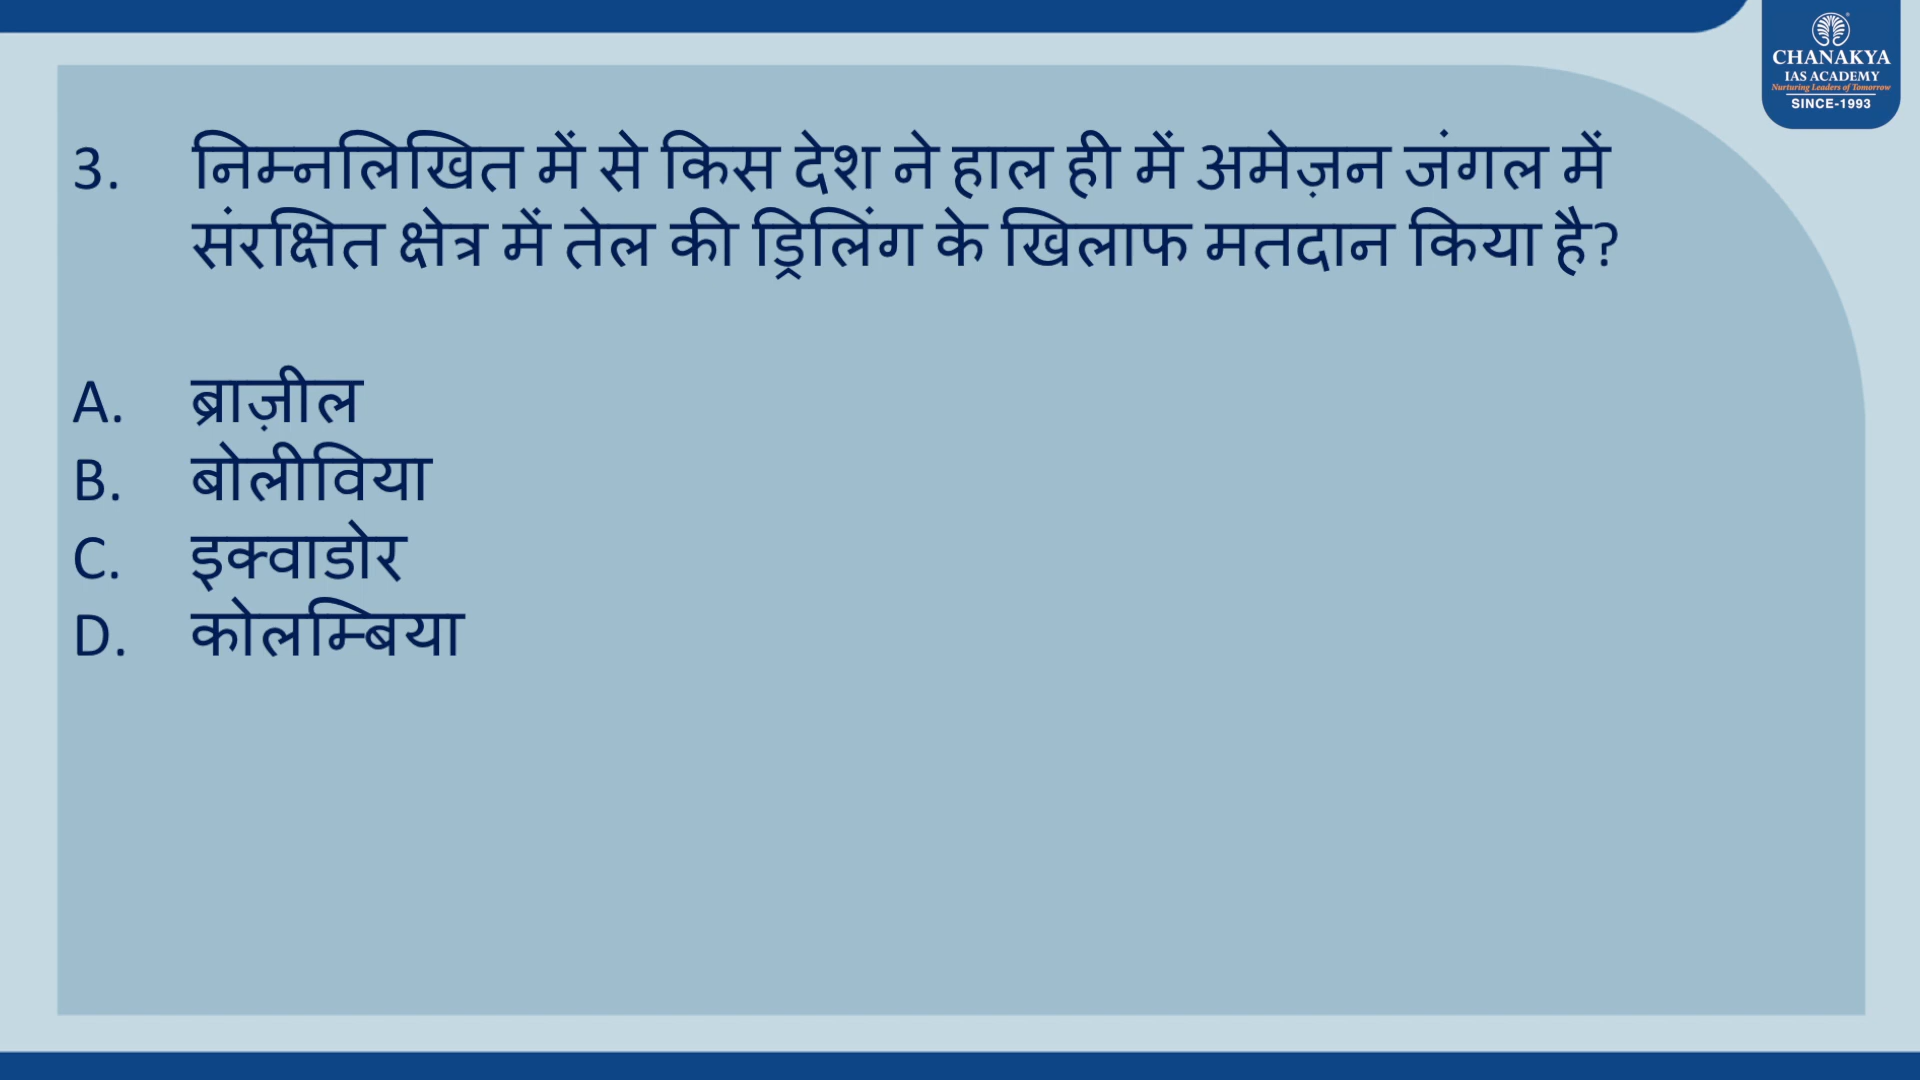 CHANAKYA
IAS ACADEMY
Nurturing Leaders of Tomorrow
SINCE-1993
3. निम्नलिखित में से किस देश ने हाल ही में अमेज़न जंगल में
संरक्षित क्षेत्र में तेल की ड्रिलिंग के खिलाफ मतदान किया है?
A. ब्राज़ील
B. बोलीविया
C. इक्वाडोर
D. कोलम्बिया